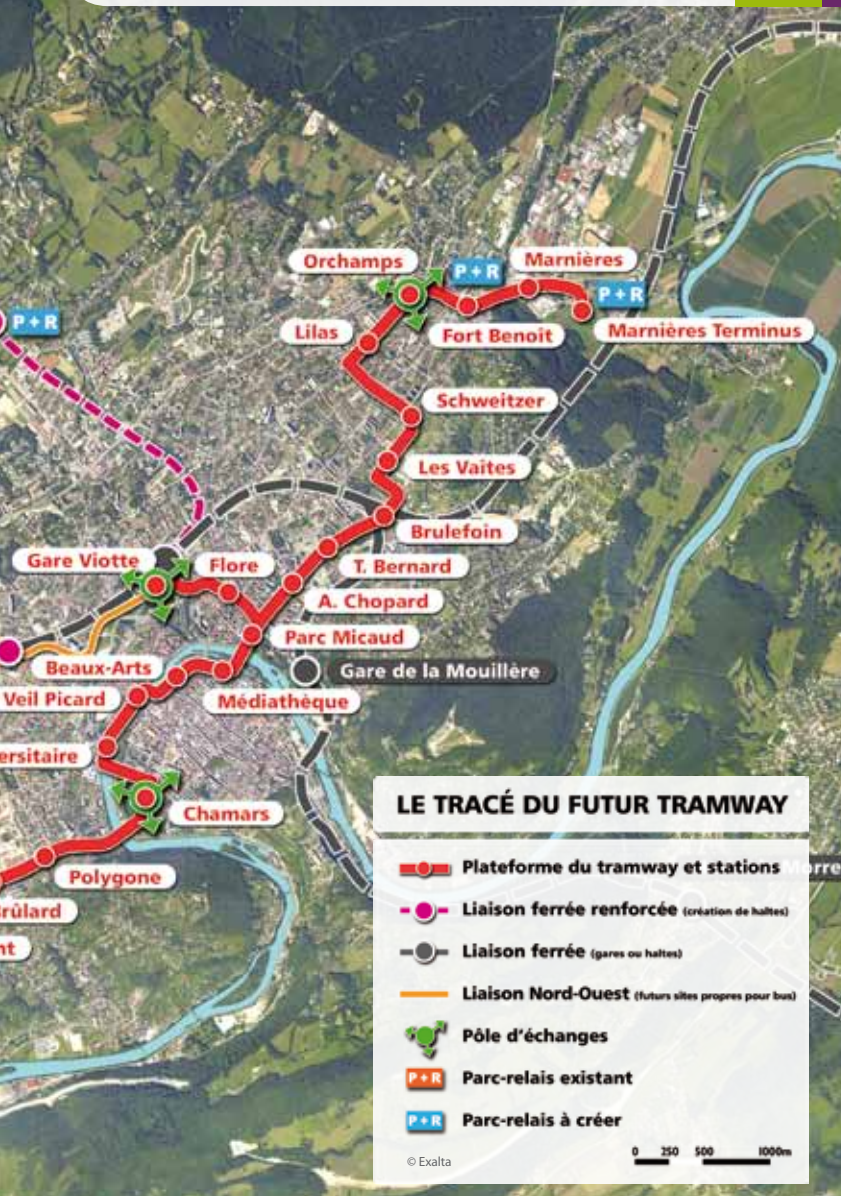 Orchamps
P+R
Marnières
P+R
P+R
Lilas
Fort Benoît
Marnières Terminus
Schweitzer
Les Vaites
Brulefoin
Gare Viotte
Flore
T. Bernard
A. Chopard
Parc Micaud
Beaux-Arts
Gare de la Mouillère
Veil Picard
Médiathèque
ersitaire
Chamars
Polygone
Brûlard
nt
LE TRACÉ DU FUTUR TRAMWAY
Plateforme du tramway et stations
Morre
Liaison ferrée renforcée (création de haltes)
Liaison ferrée (gares ou haltes)
Liaison Nord-Ouest (futurs sites propres pour bus)
Pôle d'échanges
P+R Parc-relais existant
P+R Parc-relais à créer
© Exalta
0 250 500 1000m